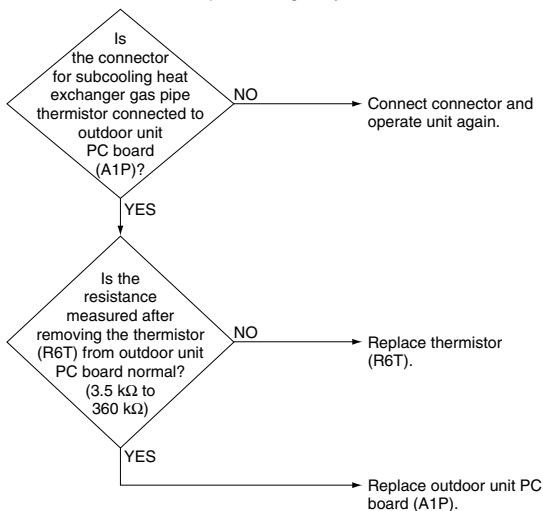 Is
the connector
for subcooling heat
exchanger gas pipe
thermistor connected to
outdoor unit
PC board
(A1P)?
NO
Connect connector and
operate unit again.
YES
Is the
resistance
measured after
removing the thermistor
(R6T) from outdoor unit
PC board normal?
(3.5 kΩ to
360 kΩ)
NO
Replace thermistor
(R6T).
YES
Replace outdoor unit PC
board (A1P).